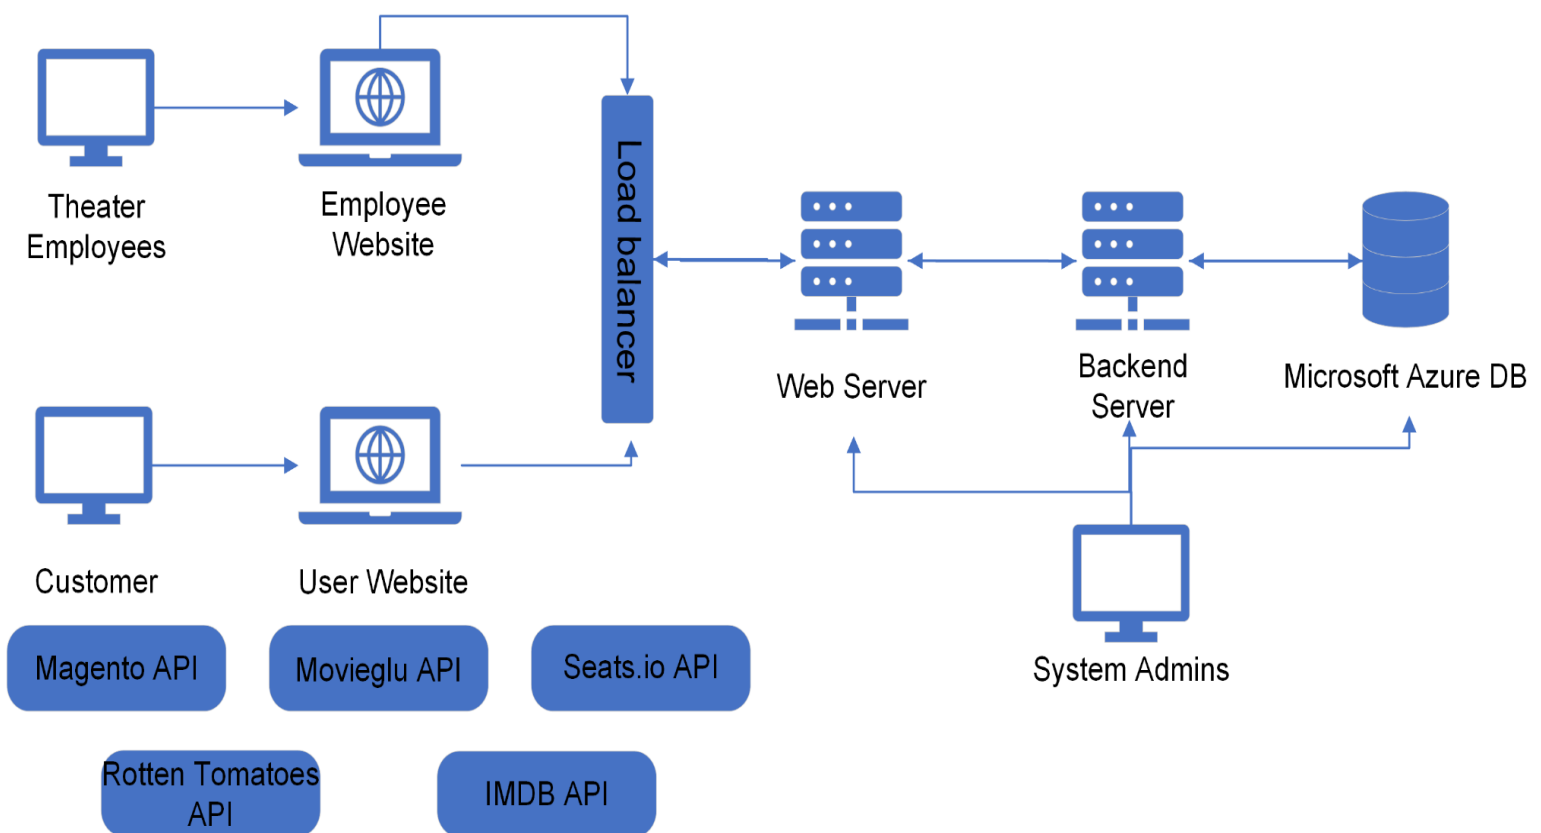 Theater
Employees
Employee
Website
Load balancer
Web Server
Backend
Server
Microsoft Azure DB
Customer
User Website
System Admins
Magento API
Movieglu API
Seats.io API
Rotten Tomatoes
API
IMDB API